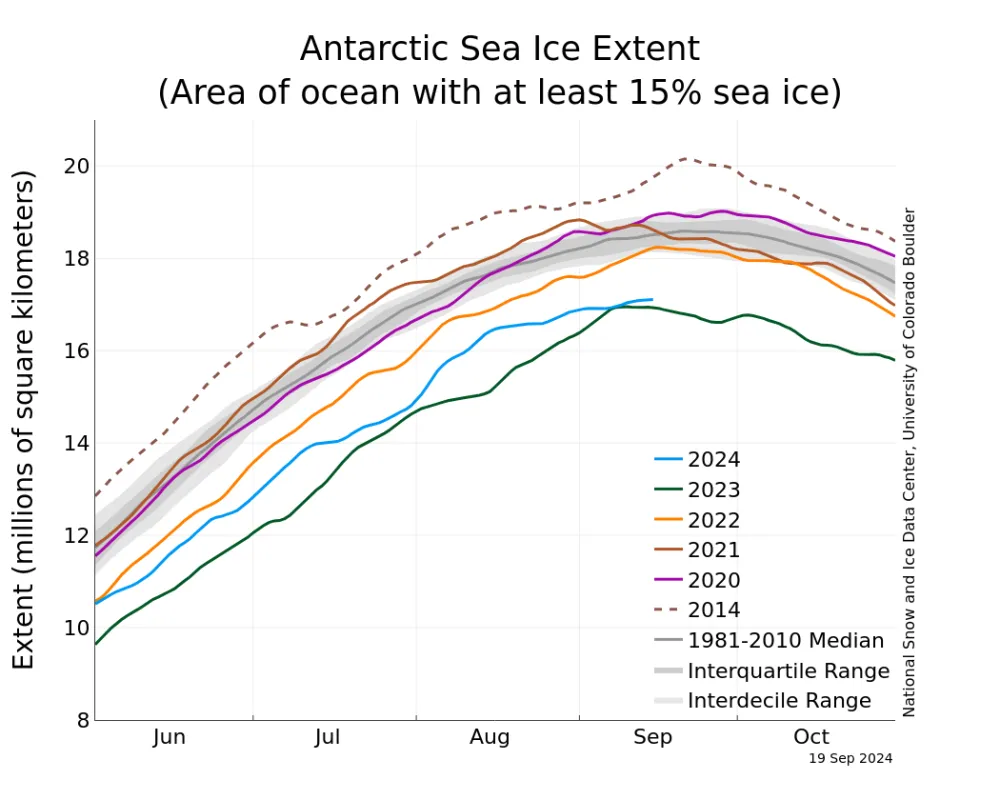 Antarctic Sea Ice Extent
(Area of ocean with at least 15% sea ice)
Extent (millions of square kilometers)
20
18
16
14
12
10
8
Jun
Jul
Aug
Sep
Oct
2024
2023
2022
2021
2020
2014
1981-2010 Median
Interquartile Range
Interdecile Range
National Snow and Ice Data Center, University of Colorado Boulder
19 Sep 2024